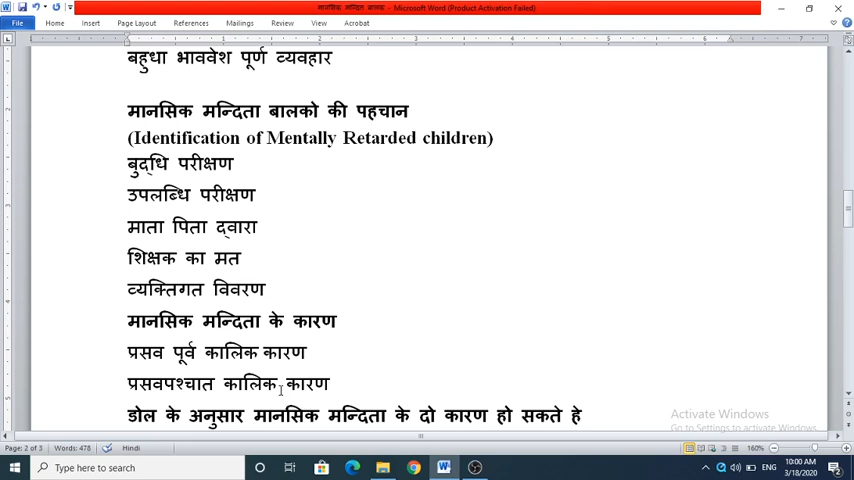 मानसिक मन्दित बालक - Microsoft Word (Product Activation Failed)
File Home Insert Page Layout References Mailings Review View Acrobat
बहुधा भाववेश पूर्ण व्यवहार
मानसिक मन्दिता बालको की पहचान
(Identification of Mentally Retarded children)
बुद्धि परीक्षण
उपलब्धि परीक्षण
माता पिता द्वारा
शिक्षक का मत
व्यक्तिगत विवरण
मानसिक मन्दिता के कारण
प्रसव पूर्व कालिक कारण
प्रसवपश्चात कालिक कारण
डोल के अनुसार मानसिक मन्दिता के दो कारण हो सकते हे
Activate Windows
Go to Settings to activate Windows.
Page: 2 of 3 Words: 478 Hindi 160%
Type here to search
ENG
10:00 AM
3/18/2020
2